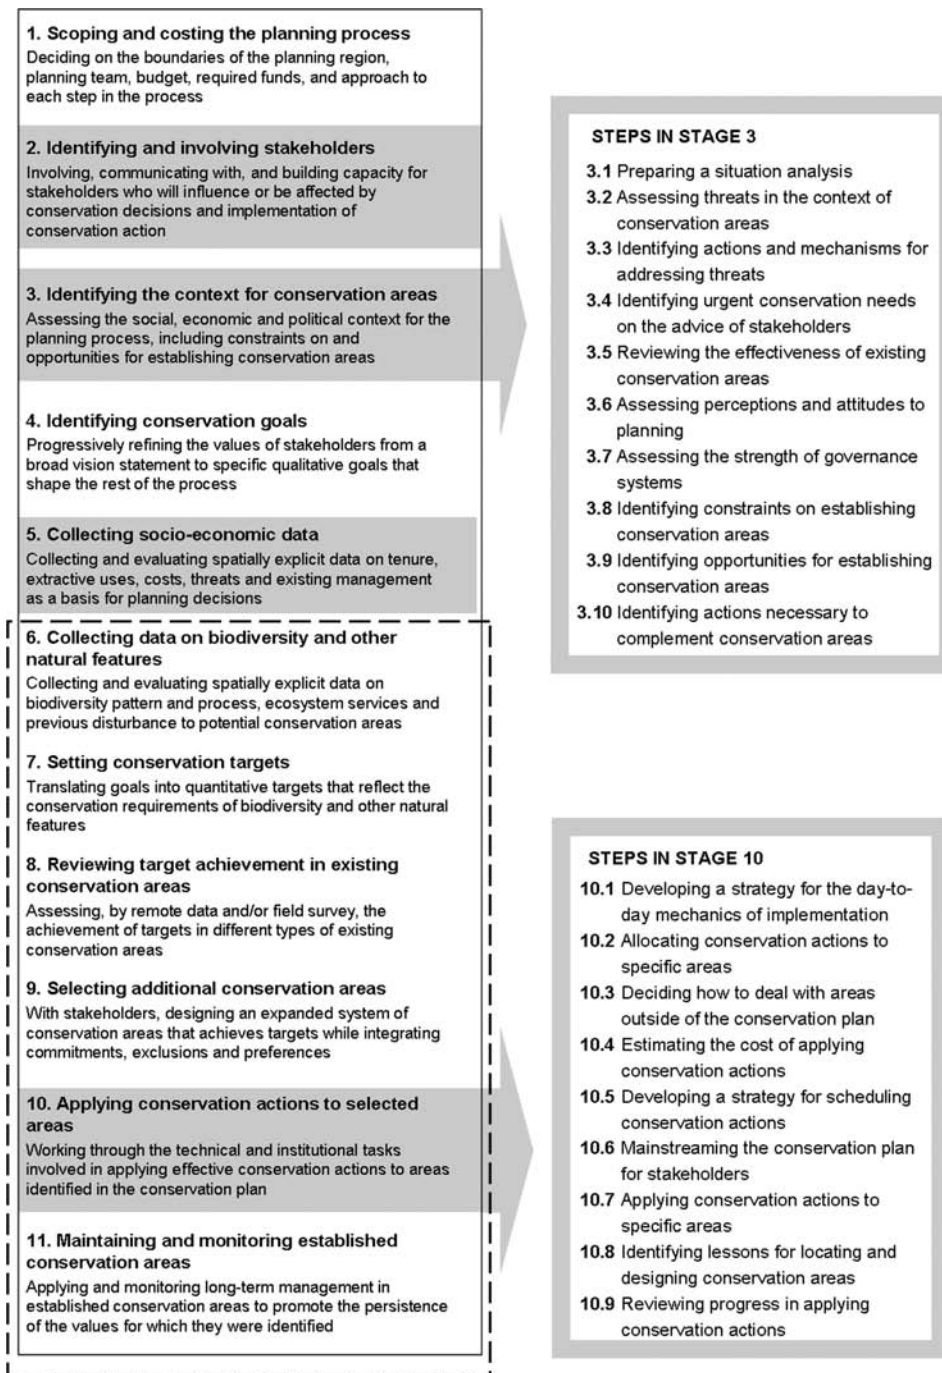 1. Scoping and costing the planning process
Deciding on the boundaries of the planning region,
planning team, budget, required funds, and approach to
each step in the process
2. Identifying and involving stakeholders
Involving, communicating with, and building capacity for
stakeholders who will influence or be affected by
conservation decisions and implementation of
conservation action
3. Identifying the context for conservation areas
Assessing the social, economic and political context for the
planning process, including constraints on and
opportunities for establishing conservation areas
4. Identifying conservation goals
Progressively refining the values of stakeholders from a
broad vision statement to specific qualitative goals that
shape the rest of the process
5. Collecting socio-economic data
Collecting and evaluating spatially explicit data on tenure,
extractive uses, costs, threats and existing management
as a basis for planning decisions
6. Collecting data on biodiversity and other
natural features
Collecting and evaluating spatially explicit data on
biodiversity pattern and process, ecosystem services and
previous disturbance to potential conservation areas
7. Setting conservation targets
Translating goals into quantitative targets that reflect the
conservation requirements of biodiversity and other natural
features
8. Reviewing target achievement in existing
conservation areas
Assessing, by remote data and/or field survey, the
achievement of targets in different types of existing
conservation areas
9. Selecting additional conservation areas
With stakeholders, designing an expanded system of
conservation areas that achieves targets while integrating
commitments, exclusions and preferences
10. Applying conservation actions to selected
areas
Working through the technical and institutional tasks
involved in applying effective conservation actions to areas
identified in the conservation plan
11. Maintaining and monitoring established
conservation areas
Applying and monitoring long-term management in
established conservation areas to promote the persistence
of the values for which they were identified
STEPS IN STAGE 3
3.1 Preparing a situation analysis
3.2 Assessing threats in the context of
conservation areas
3.3 Identifying actions and mechanisms for
addressing threats
3.4 Identifying urgent conservation needs
on the advice of stakeholders
3.5 Reviewing the effectiveness of existing
conservation areas
3.6 Assessing perceptions and attitudes to
planning
3.7 Assessing the strength of governance
systems
3.8 Identifying constraints on establishing
conservation areas
3.9 Identifying opportunities for establishing
conservation areas
3.10 Identifying actions necessary to
complement conservation areas
STEPS IN STAGE 10
10.1 Developing a strategy for the day-to-
day mechanics of implementation
10.2 Allocating conservation actions to
specific areas
10.3 Deciding how to deal with areas
outside of the conservation plan
10.4 Estimating the cost of applying
conservation actions
10.5 Developing a strategy for scheduling
conservation actions
10.6 Mainstreaming the conservation plan
for stakeholders
10.7 Applying conservation actions to
specific areas
10.8 Identifying lessons for locating and
designing conservation areas
10.9 Reviewing progress in applying
conservation actions